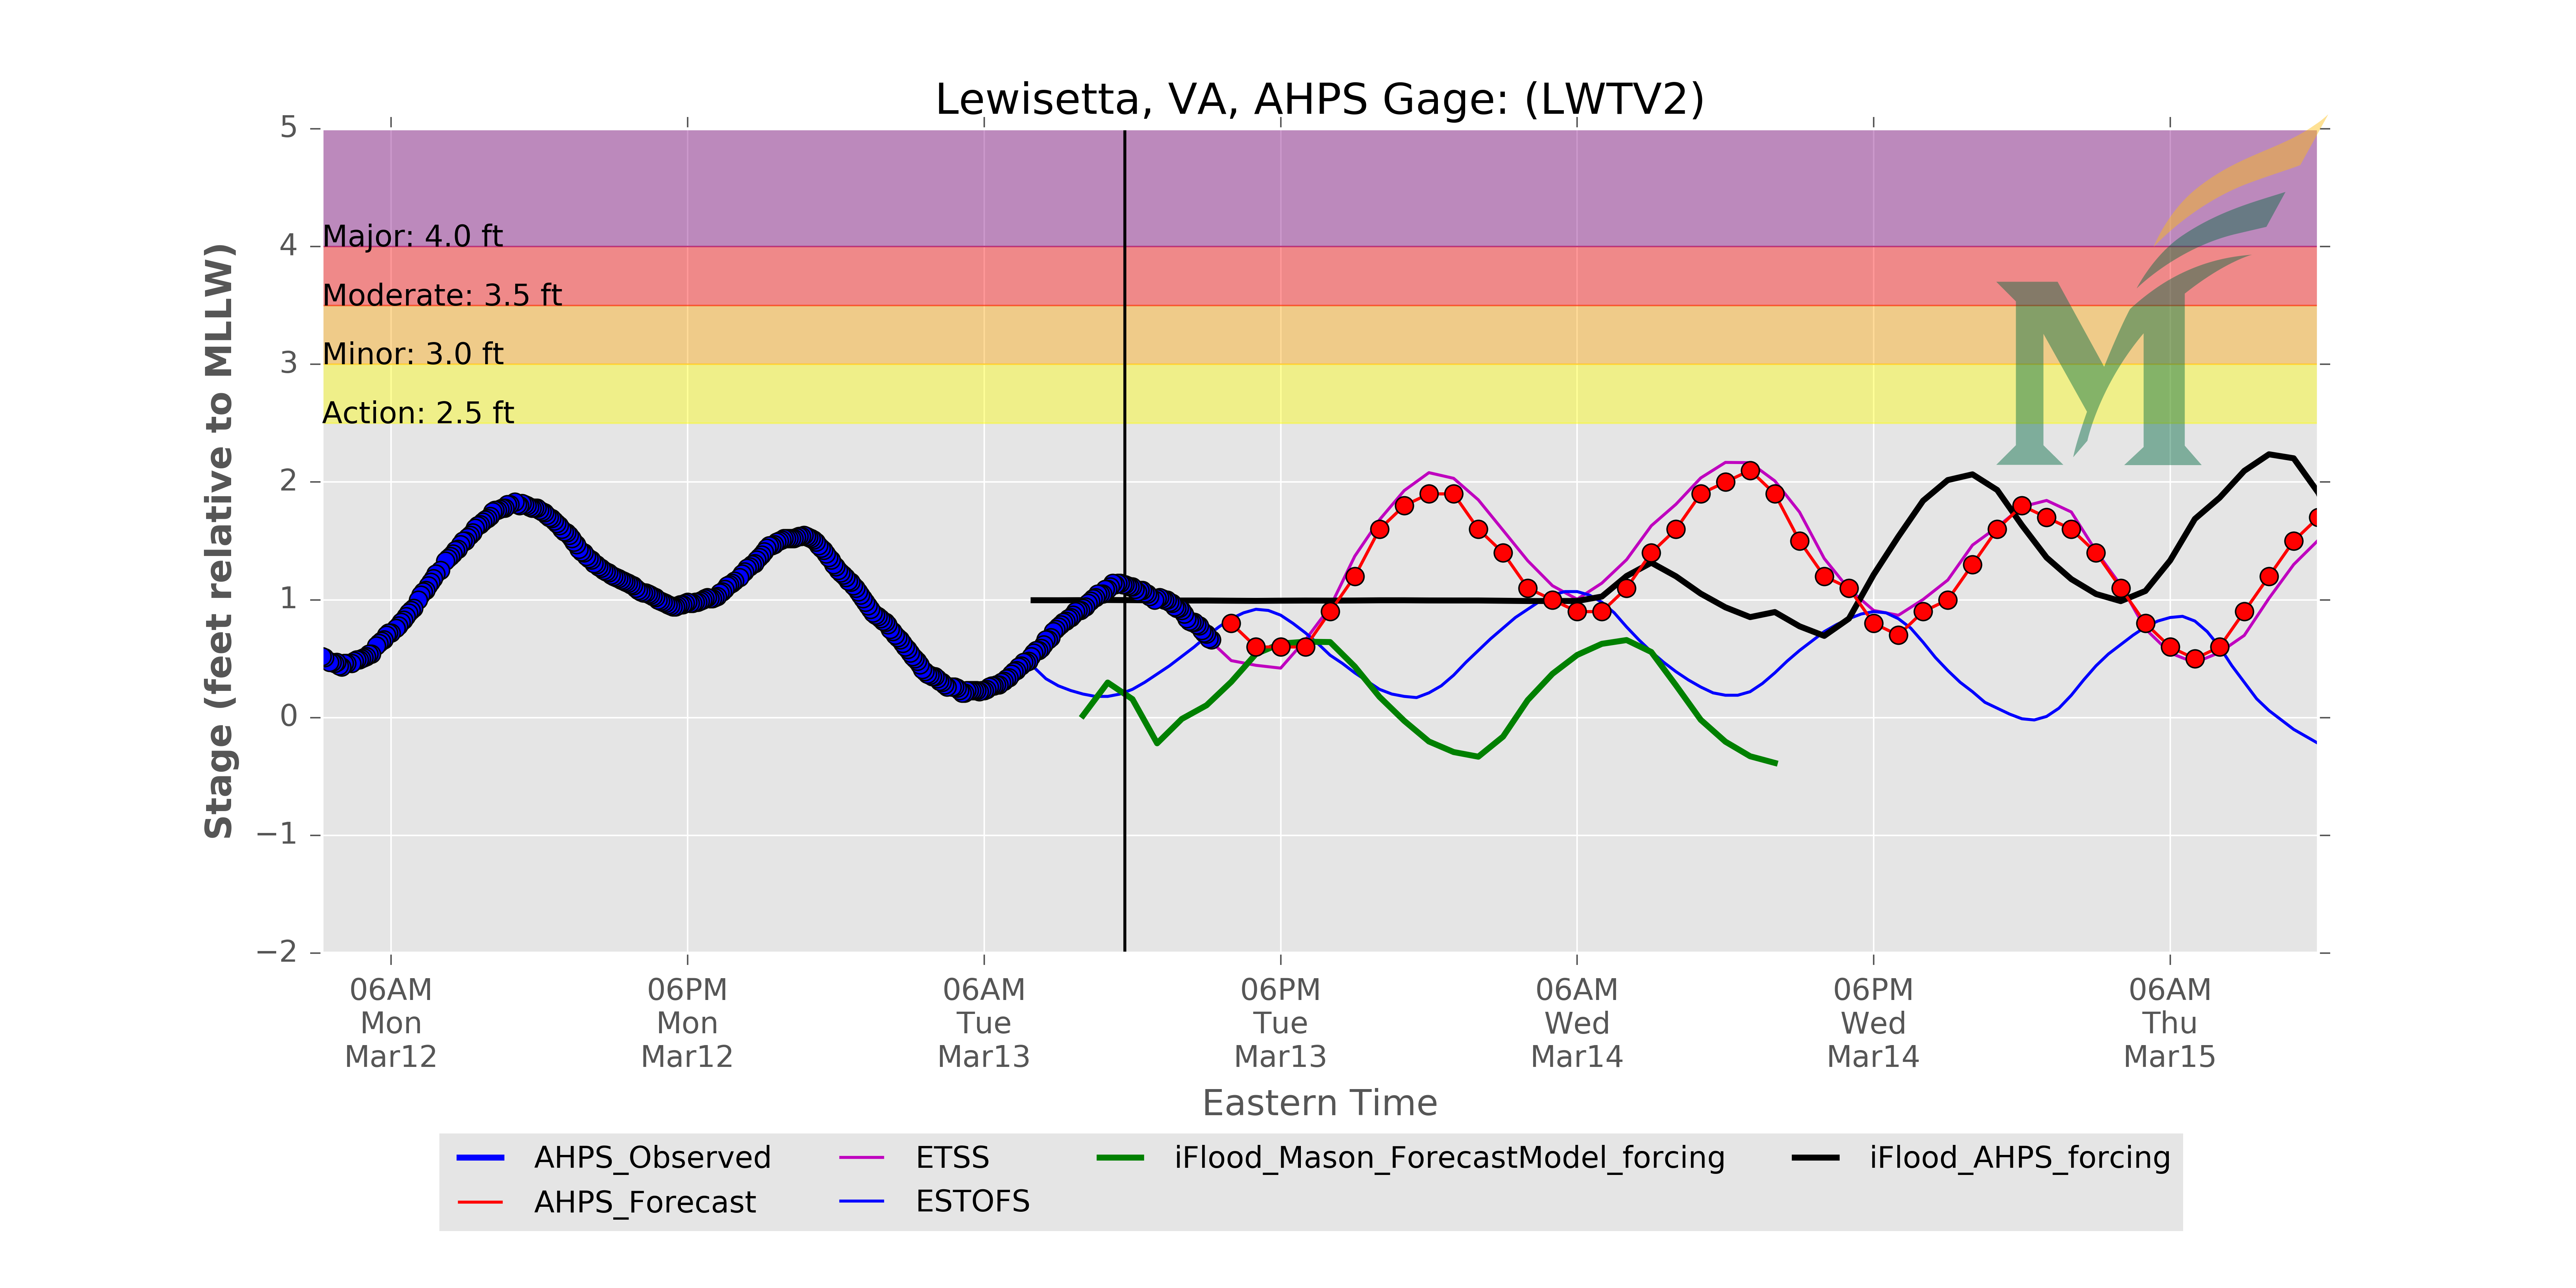 Lewisetta, VA, AHPS Gage: (LWTV2)
Stage (feet relative to MLLW)
5
4
3
2
1
0
−1
−2
Major: 4.0 ft
Moderate: 3.5 ft
Minor: 3.0 ft
Action: 2.5 ft
M
06AM
Mon
Mar12
06PM
Mon
Mar12
06AM
Tue
Mar13
06PM
Tue
Mar13
06AM
Wed
Mar14
06PM
Wed
Mar14
06AM
Thu
Mar15
Eastern Time
AHPS_Observed
AHPS_Forecast
ETSS
ESTOFS
iFlood_Mason_ForecastModel_forcing
iFlood_AHPS_forcing